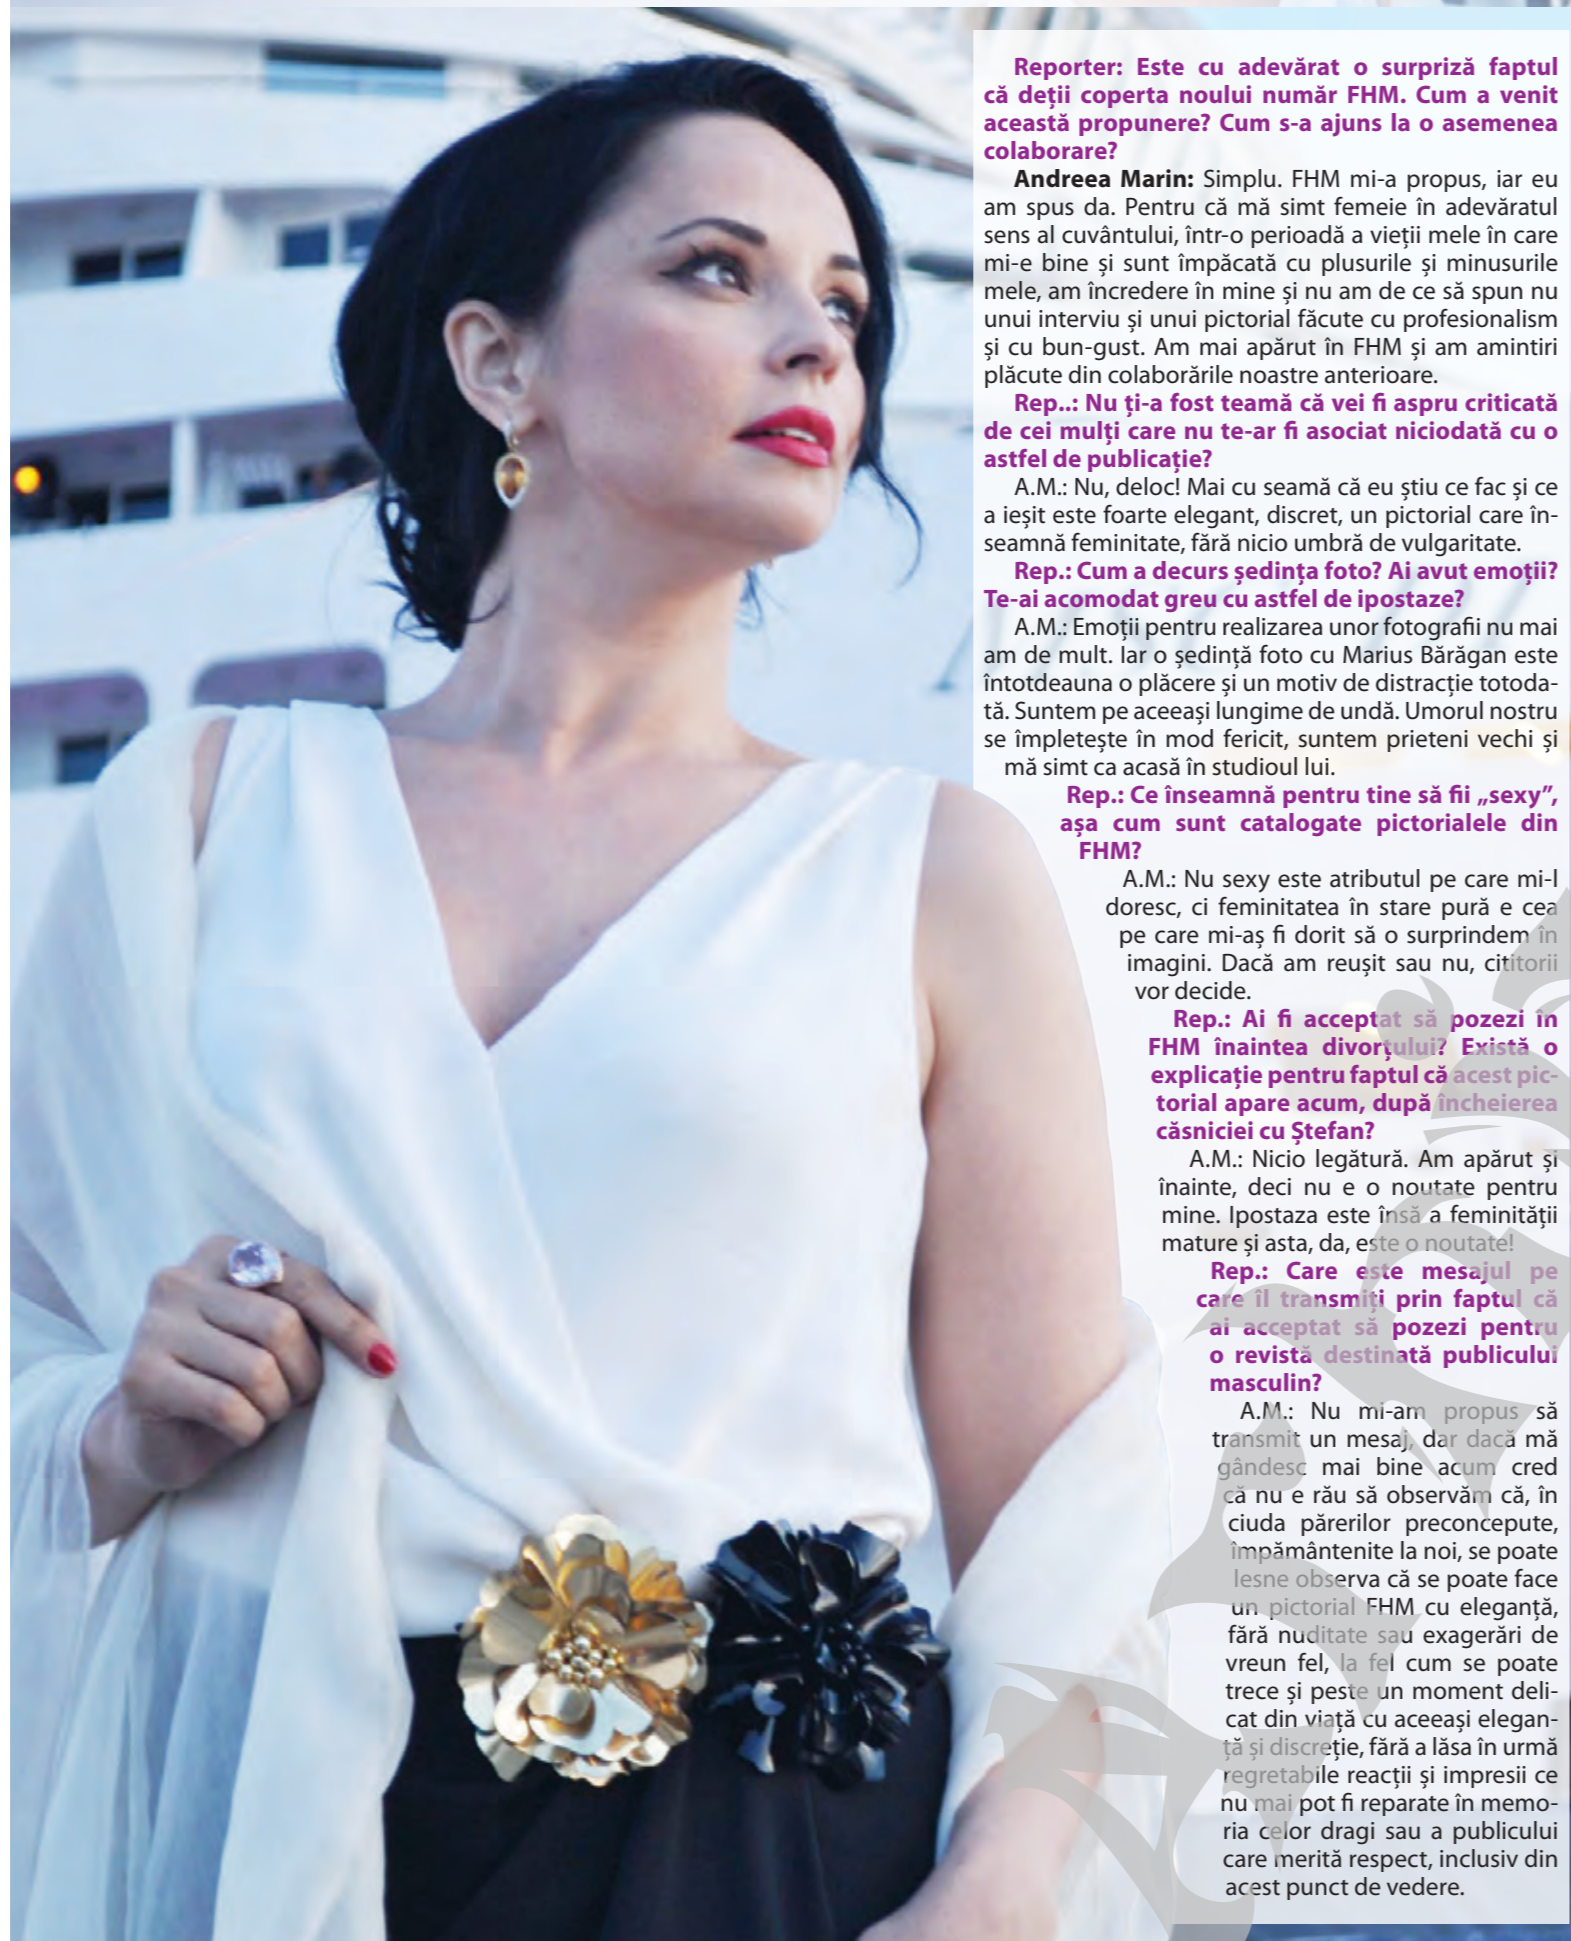 Reporter: Este cu adevărat o surpriză faptul
că deții coperta noului număr FHM. Cum a venit
această propunere? Cum s-a ajuns la o asemenea
colaborare?
Andreea Marin: Simplu. FHM mi-a propus, iar eu
am spus da. Pentru că mă simt femeie în adevăratul
sens al cuvântului, într-o perioadă a vieții mele în care
mi-e bine și sunt împăcată cu plusurile și minusurile
mele, am încredere în mine și nu am de ce să spun nu
unui interviu și unui pictorial făcute cu profesionalism
și cu bun-gust. Am mai apărut în FHM și am amintiri
plăcute din colaborările noastre anterioare.
Rep..: Nu ți-a fost teamă că vei fi aspru criticată
de cei mulți care nu te-ar fi asociat niciodată cu o
astfel de publicație?
A.M.: Nu, deloc! Mai cu seamă că eu știu ce fac și ce
a ieșit este foarte elegant, discret, un pictorial care în-
seamnă feminitate, fără nicio umbră de vulgaritate.
Rep.: Cum a decurs ședința foto? Ai avut emoții?
Te-ai acomodat greu cu astfel de ipostaze?
A.M.: Emoții pentru realizarea unor fotografii nu mai
am de mult. Iar o ședință foto cu Marius Bărăgan este
întotdeauna o plăcere și un motiv de distracție totoda-
tă. Suntem pe aceeași lungime de undă. Umorul nostru
se împletește în mod fericit, suntem prieteni vechi și
mă simt ca acasă în studioul lui.
Rep.: Ce înseamnă pentru tine să fii „sexy”,
așa cum sunt catalogate pictorialele din
FHM?
A.M.: Nu sexy este atributul pe care mi-l
doresc, ci feminitatea în stare pură e cea
pe care mi-aș fi dorit să o surprindem în
imagini. Dacă am reușit sau nu, cititorii
vor decide.
Rep.: Ai fi acceptat să pozezi în
FHM înaintea divorțului? Există o
explicație pentru faptul că acest pic-
torial apare acum, după încheierea
căsniciei cu Ștefan?
A.M.: Nicio legătură. Am apărut și
înainte, deci nu e o noutate pentru
mine. Ipostaza este însă a feminității
mature și asta, da, este o noutate!
Rep.: Care este mesajul pe
care îl transmiți prin faptul că
ai acceptat să pozezi pentru
o revistă destinată publicului
masculin?
A.M.: Nu mi-am propus să
transmit un mesaj, dar dacă mă
gândesc mai bine acum cred
că nu e rău să observăm că, în
ciuda părerilor preconcepute,
împământenite la noi, se poate
lesne observa că se poate face
un pictorial FHM cu eleganță,
fără nuditate sau exagerări de
vreun fel, la fel cum se poate
trece și peste un moment deli-
cat din viață cu aceeași elegan-
ță și discreție, fără a lăsa în urmă
regretabile reacții și impresii ce
nu mai pot fi reparate în memo-
ria celor dragi sau a publicului
care merită respect, inclusiv din
acest punct de vedere.